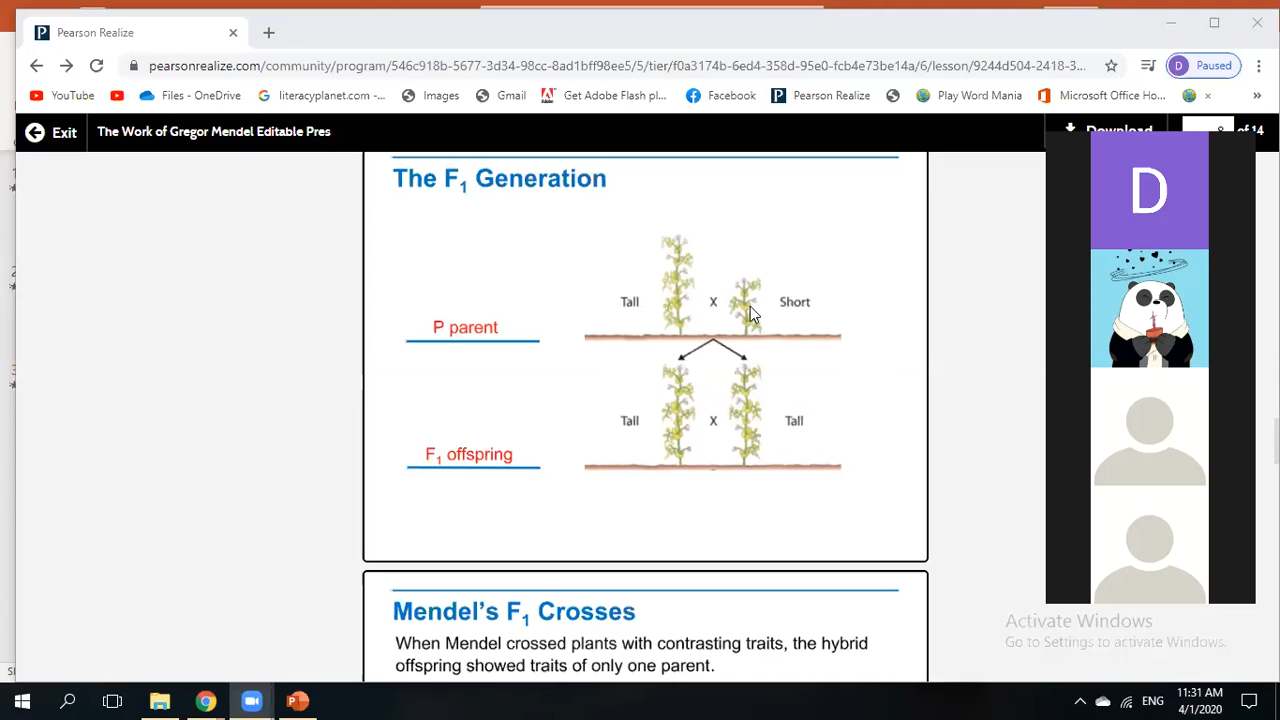 Pearson Realize
pearsonrealize.com/community/program/546c918b-5677-3d34-98cc-8ad1bff98ee5/5/tier/f0a3174b-6ed4-358d-95e0-fcb4e73be14a/6/lesson/9244d504-2418-3...
D Paused
YouTube Files - OneDrive literacyplanet.com -... Images Gmail Get Adobe Flash pl... Facebook Pearson Realize Play Word Mania Microsoft Office Ho... »
Exit The Work of Gregor Mendel Editable Pres Download 8 of 14
The F1 Generation
D
Tall X Short
P parent
Tall X Tall
F1 offspring
Mendel's F1 Crosses
When Mendel crossed plants with contrasting traits, the hybrid
offspring showed traits of only one parent.
Activate Windows
Go to Settings to activate Windows.
ENG
11:31 AM
4/1/2020